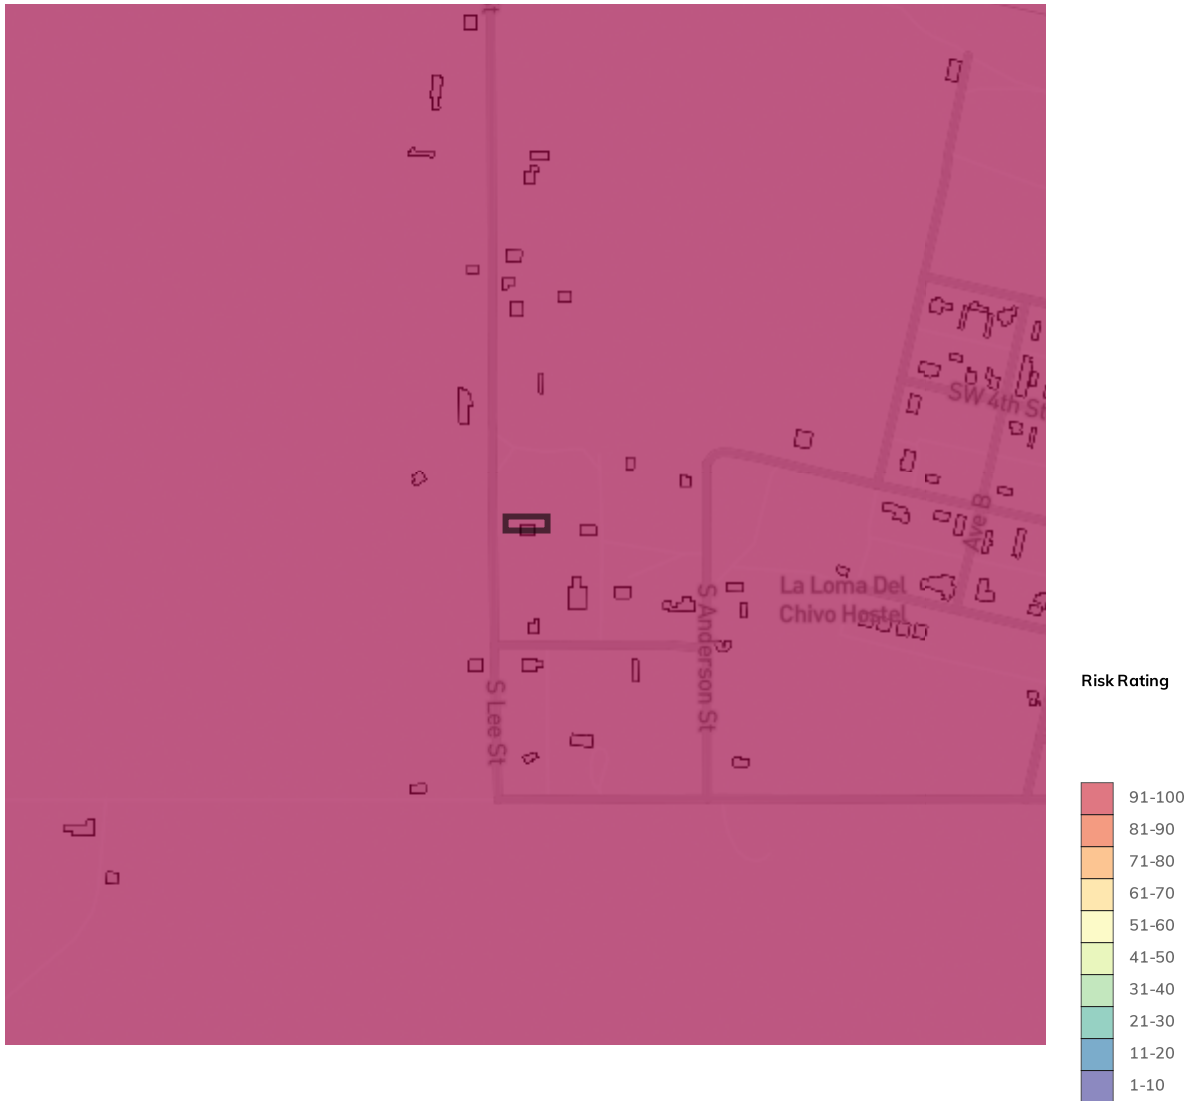 t
SW 4th St
Ave B
La Loma Del
Chivo Hostel
S Anderson St
S Lee St
Risk Rating
91-100
81-90
71-80
61-70
51-60
41-50
31-40
21-30
11-20
1-10